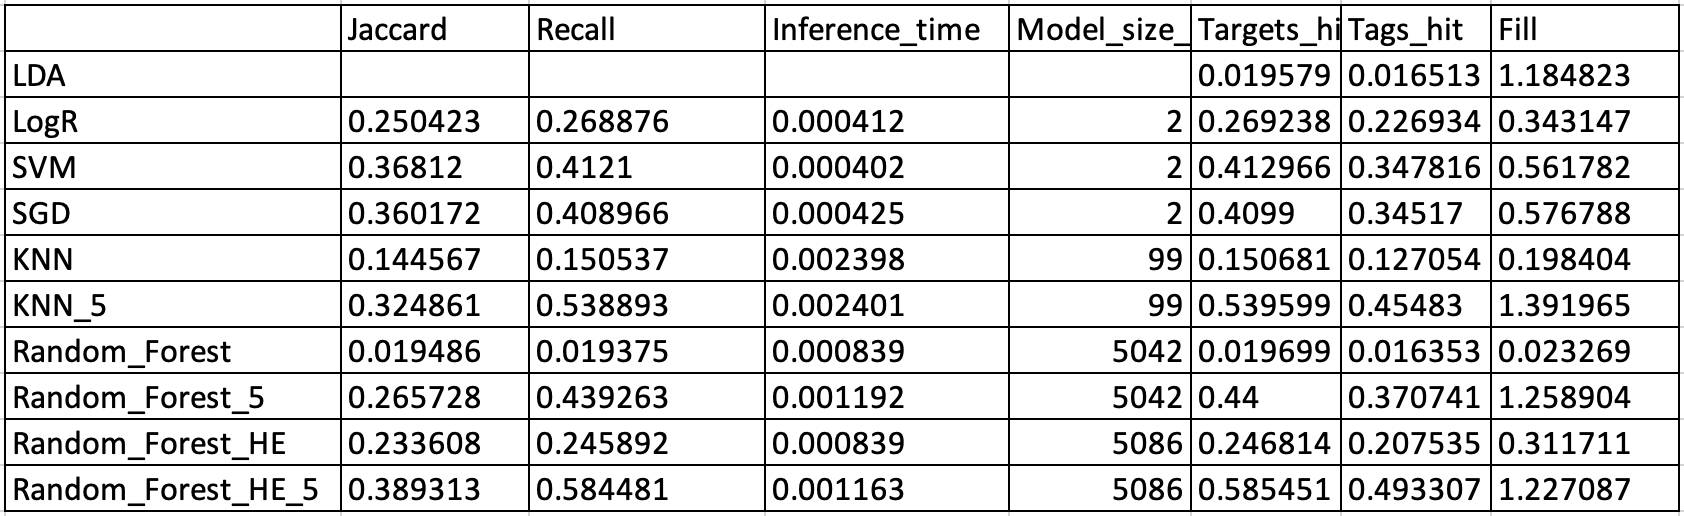 Jaccard Recall Inference_time Model_size_ Targets_hi Tags_hit Fill
LDA 0.019579 0.016513 1.184823
LogR 0.250423 0.268876 0.000412 2 0.269238 0.226934 0.343147
SVM 0.36812 0.4121 0.000402 2 0.412966 0.347816 0.561782
SGD 0.360172 0.408966 0.000425 2 0.4099 0.34517 0.576788
KNN 0.144567 0.150537 0.002398 99 0.150681 0.127054 0.198404
KNN_5 0.324861 0.538893 0.002401 99 0.539599 0.45483 1.391965
Random_Forest 0.019486 0.019375 0.000839 5042 0.019699 0.016353 0.023269
Random_Forest_5 0.265728 0.439263 0.001192 5042 0.44 0.370741 1.258904
Random_Forest_HE 0.233608 0.245892 0.000839 5086 0.246814 0.207535 0.311711
Random_Forest_HE_5 0.389313 0.584481 0.001163 5086 0.585451 0.493307 1.227087